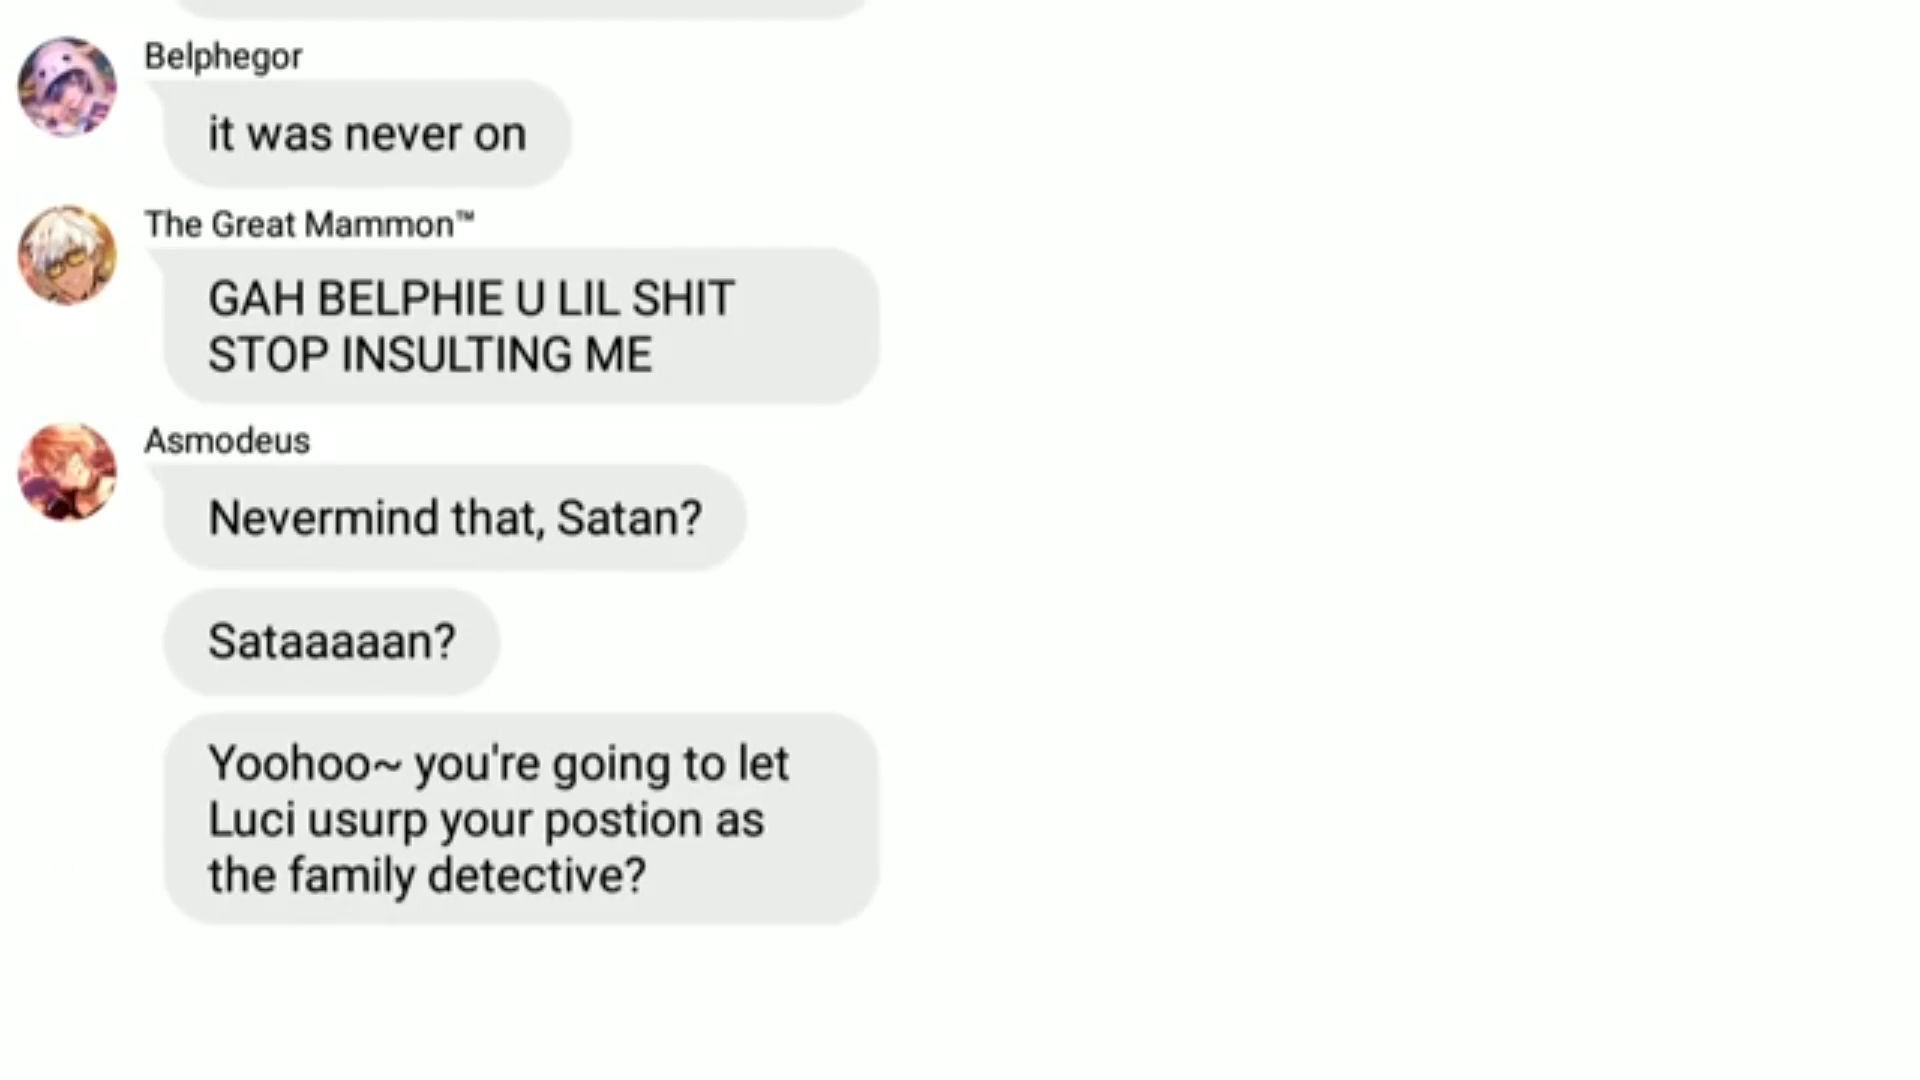 Belphegor
it was never on
The Great Mammon™
GAH BELPHIE U LIL SHIT
STOP INSULTING ME
Asmodeus
Nevermind that, Satan?
Sataaaaan?
Yoohoo~ you're going to let
Luci usurp your postion as
the family detective?